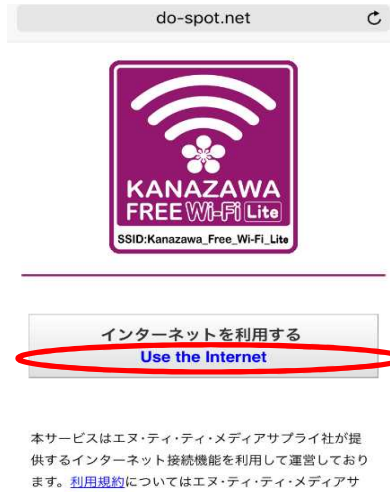 do-spot.net
KANAZAWA
FREE Wi-Fi Lite
SSID:Kanazawa_Free_Wi-Fi_Lite
インターネットを利用する
Use the Internet
本サービスはエヌ・ティ・ティ・メディアサプライ社が提
供するインターネット接続機能を利用して運営しており
ます。利用規約についてはエヌ・ティ・ティ・メディアサ